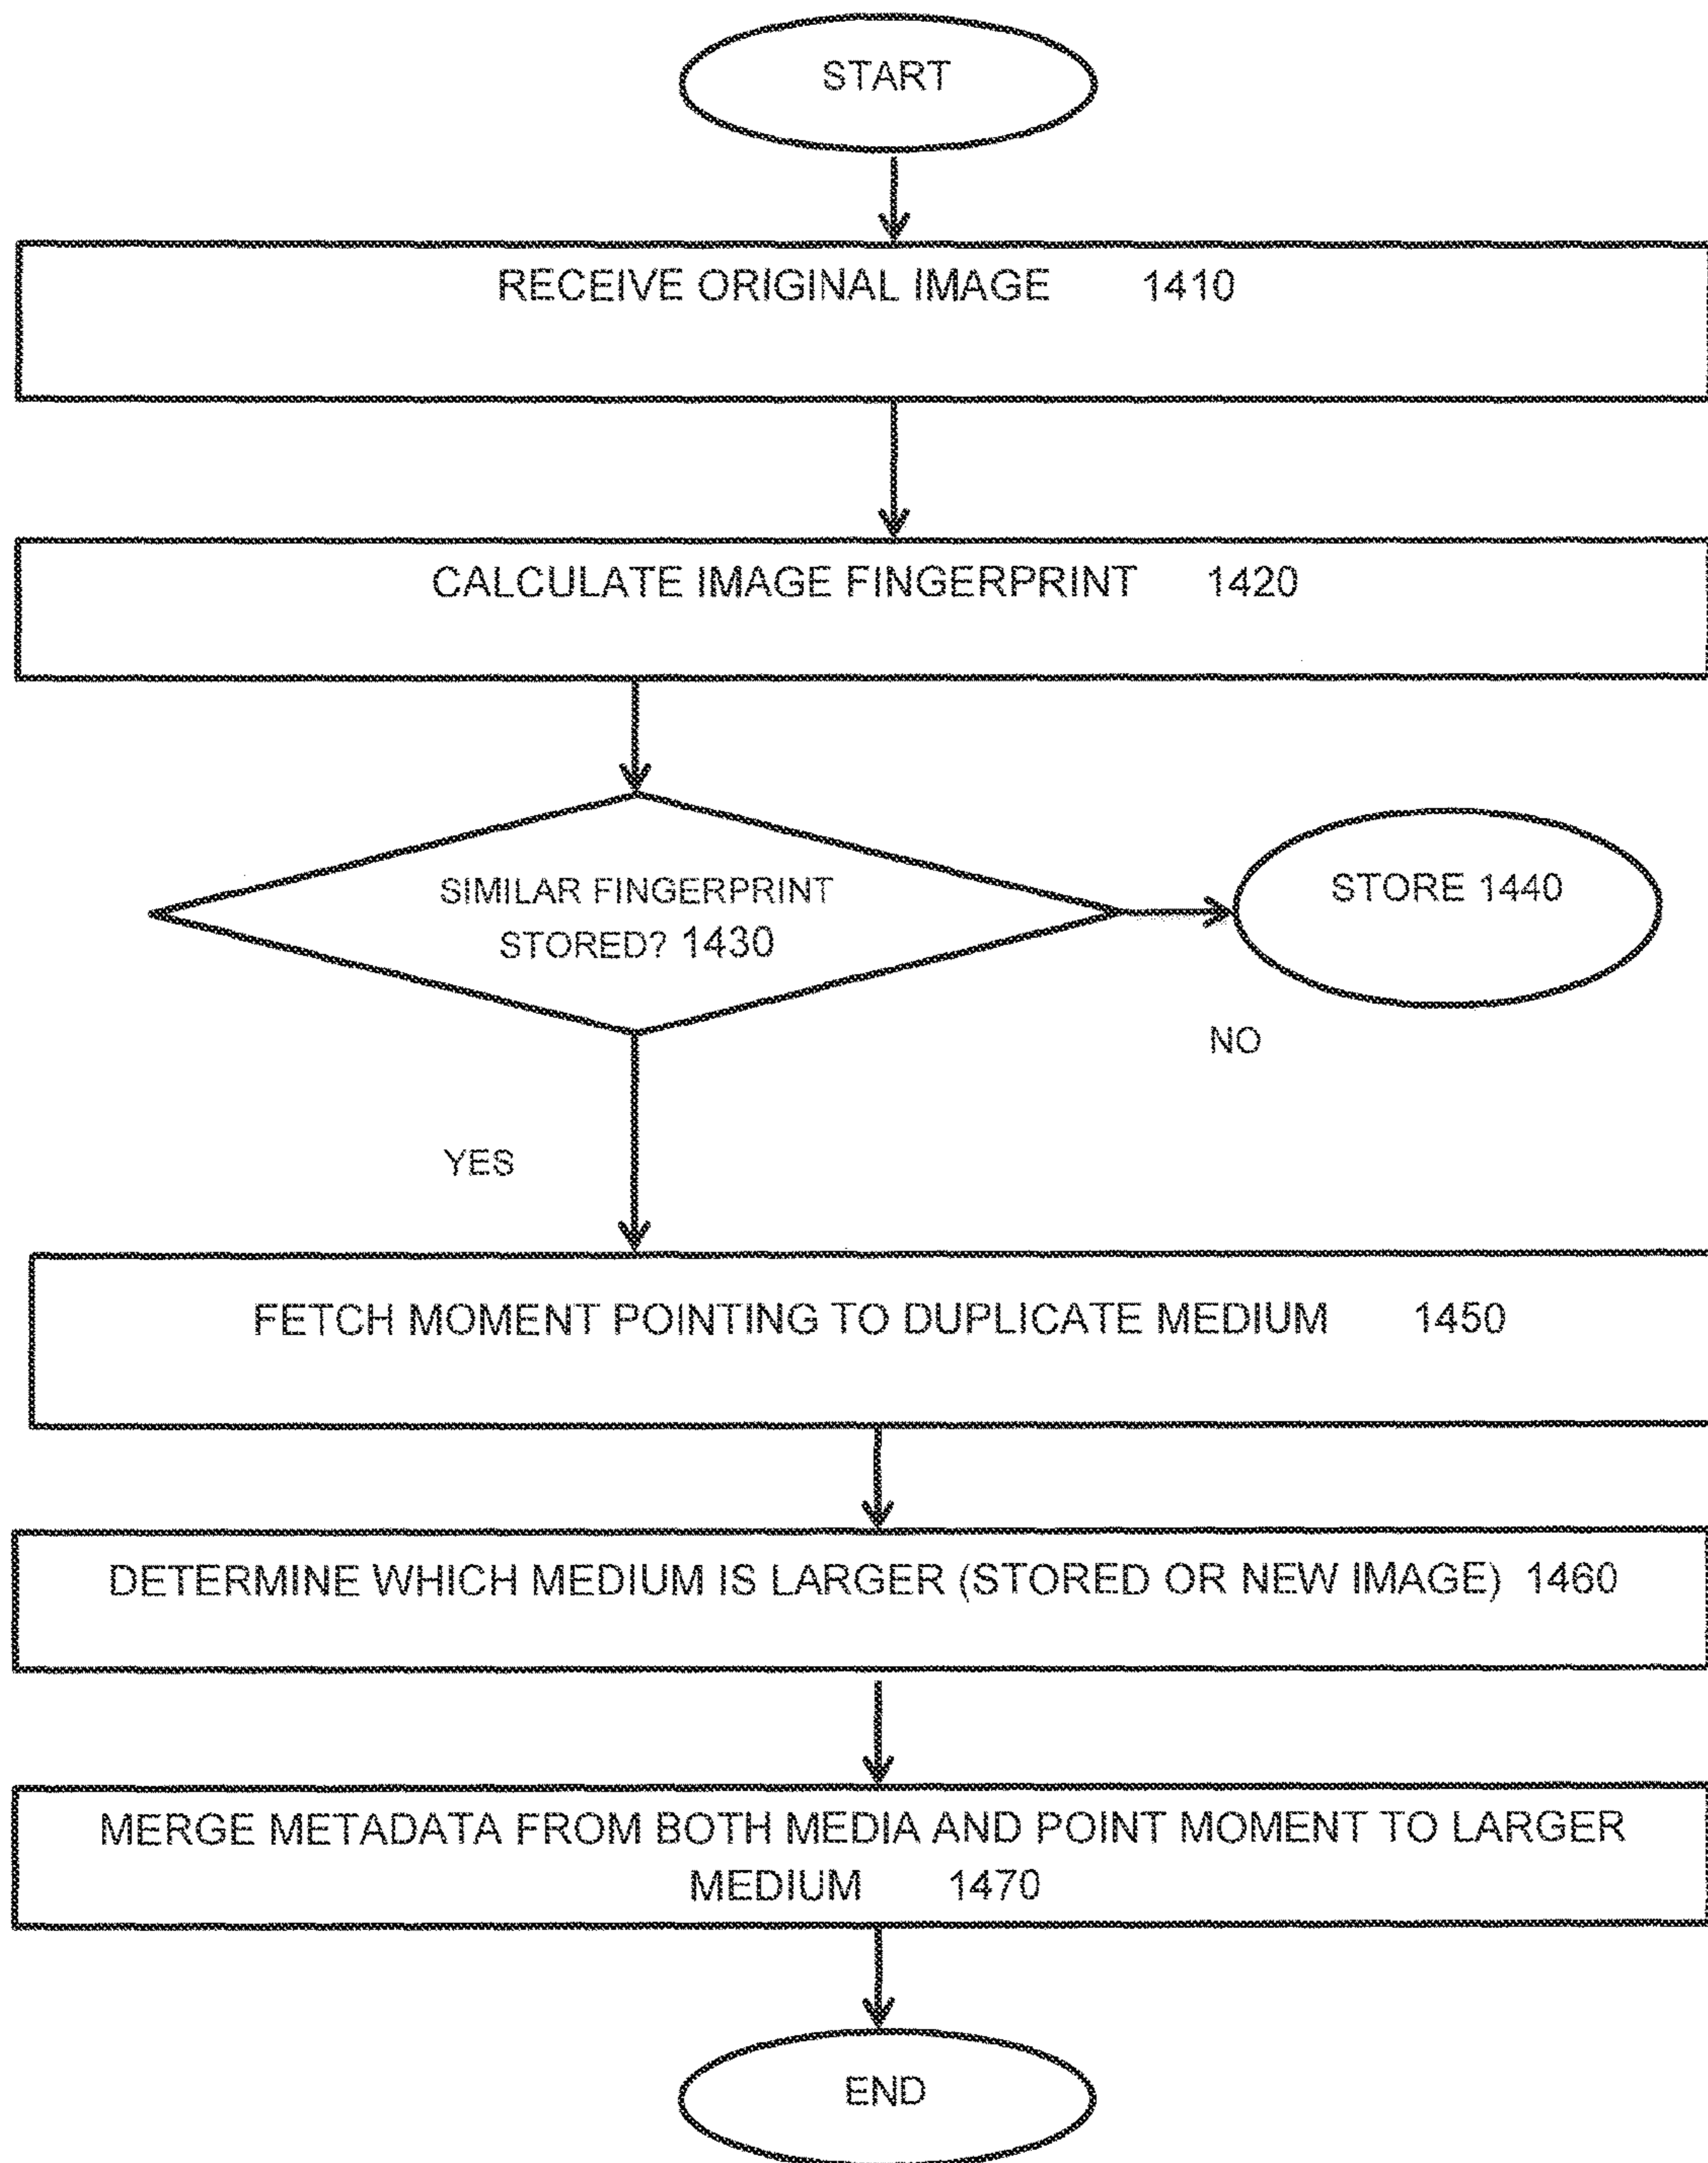 START
RECEIVE ORIGINAL IMAGE 1410
CALCULATE IMAGE FINGERPRINT 1420
SIMILAR FINGERPRINT
STORED? 1430
STORE 1440
NO
YES
FETCH MOMENT POINTING TO DUPLICATE MEDIUM 1450
DETERMINE WHICH MEDIUM IS LARGER (STORED OR NEW IMAGE) 1460
MERGE METADATA FROM BOTH MEDIA AND POINT MOMENT TO LARGER
MEDIUM 1470
END